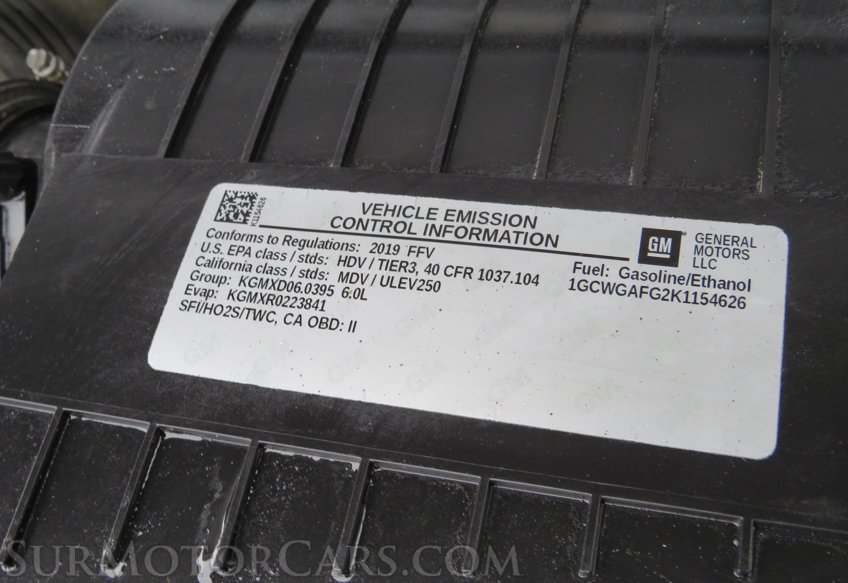 K1154626
VEHICLE EMISSION
CONTROL INFORMATION
GM
GENERAL
MOTORS
LLC
Conforms to Regulations: 2019 FFV
U.S. EPA class / stds: HDV / TIER3, 40 CFR 1037.104
California class / stds: MDV / ULEV250
Group: KGMXD06.0395 6.0L
Evap: KGMXR0223841
SFI/HO2S/TWC, CA OBD: II
Fuel: Gasoline/Ethanol
1GCWGAFG2K1154626
SURMOTORCARS.COM